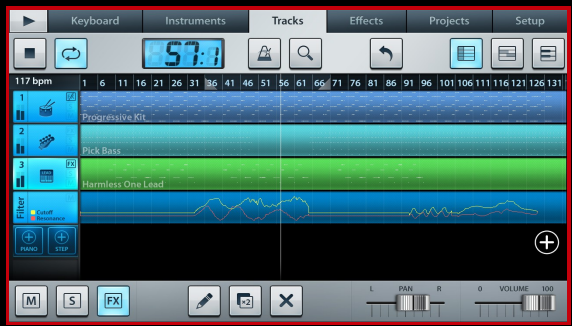 Keyboard Instruments Tracks Effects Projects Setup
57:1
117 bpm 1 6 11 16 21 26 31 36 41 46 51 56 61 66 71 76 81 86 91 96 101 106 111 116 121 126 131
1
Progressive Kit
2
Pick Bass
3 FX
Harmless One Lead
Filter
Cutoff
Resonance
PIANO STEP
L PAN R 0 VOLUME 100
M S FX x2